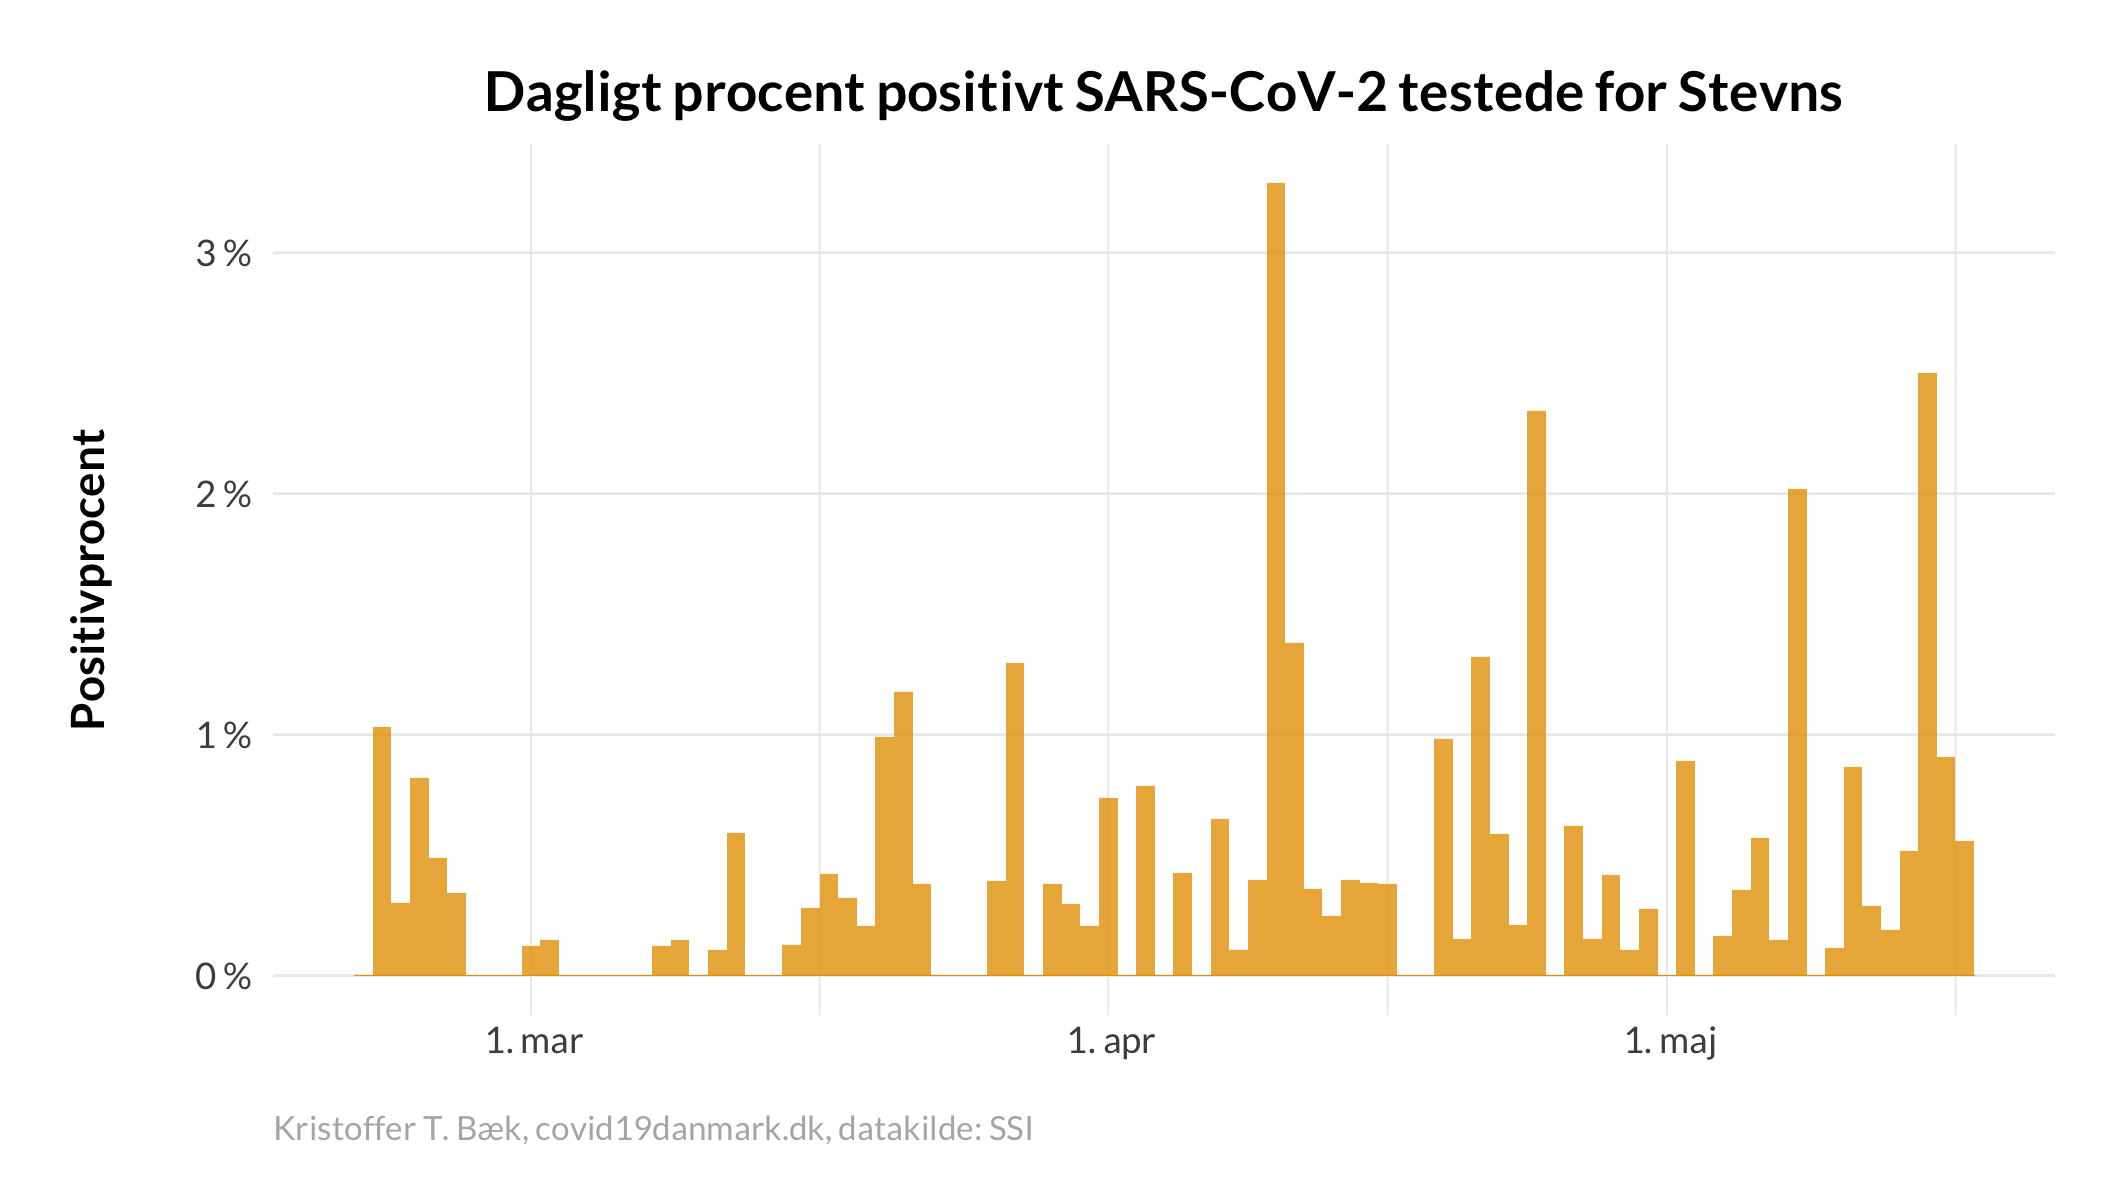 Dagligt procent positivt SARS-CoV-2 testede for Stevns
Positivprocent
3 %
2 %
1 %
0 %
1. mar
1. apr
1. maj
Kristoffer T. Bæk, covid19danmark.dk, datakilde: SSI